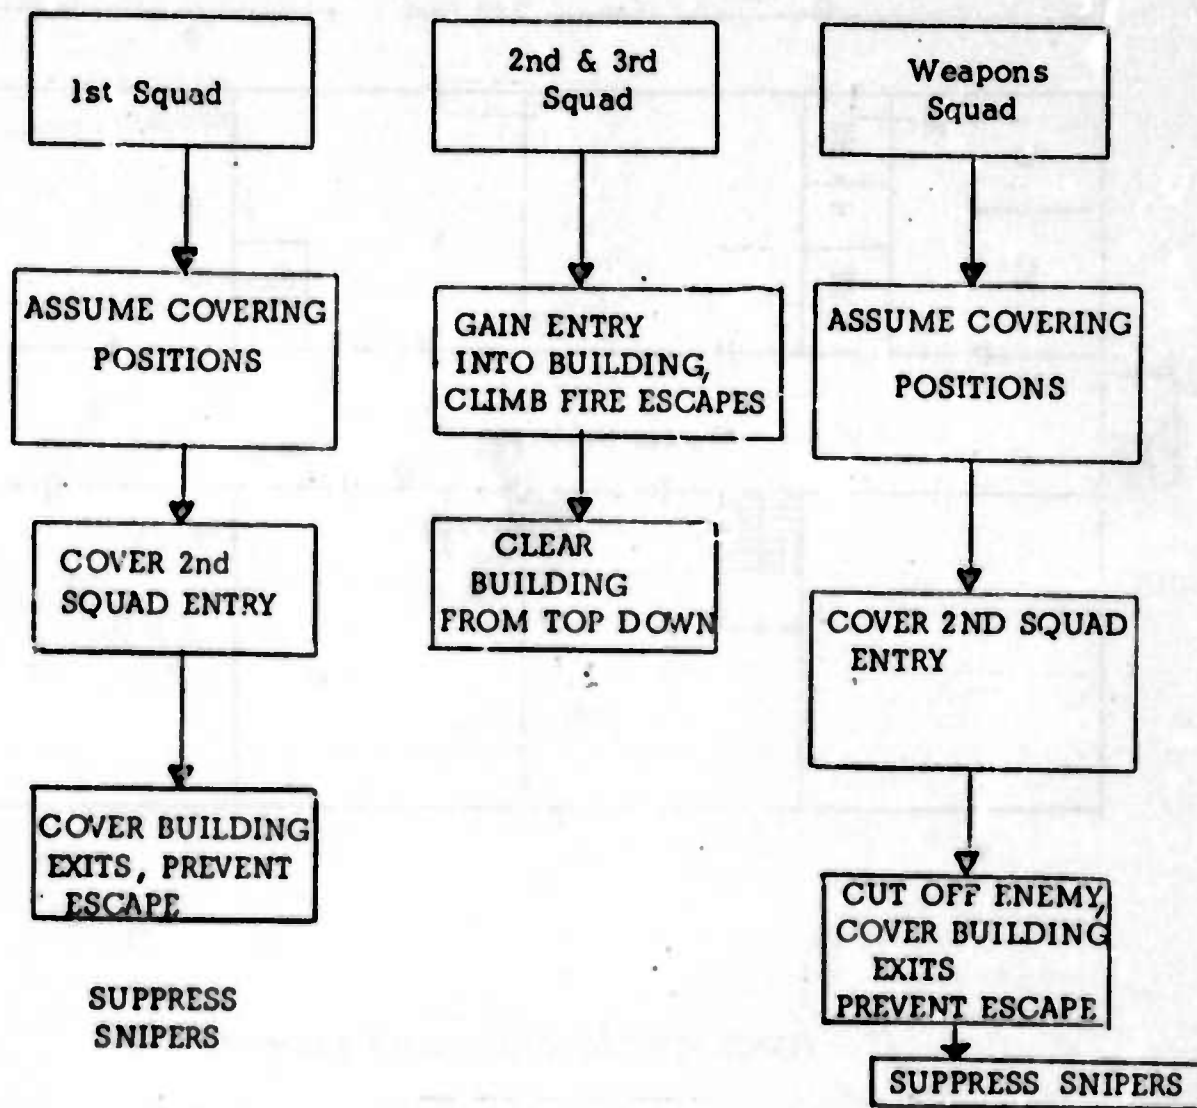 1st Squad
ASSUME COVERING
POSITIONS
COVER 2nd
SQUAD ENTRY
COVER BUILDING
EXITS, PREVENT
ESCAPE
SUPPRESS
SNIPERS
2nd & 3rd
Squad
GAIN ENTRY
INTO BUILDING,
CLIMB FIRE ESCAPES
CLEAR
BUILDING
FROM TOP DOWN
Weapons
Squad
ASSUME COVERING
POSITIONS
COVER 2ND SQUAD
ENTRY
CUT OFF ENEMY,
COVER BUILDING
EXITS
PREVENT ESCAPE
SUPPRESS SNIPERS